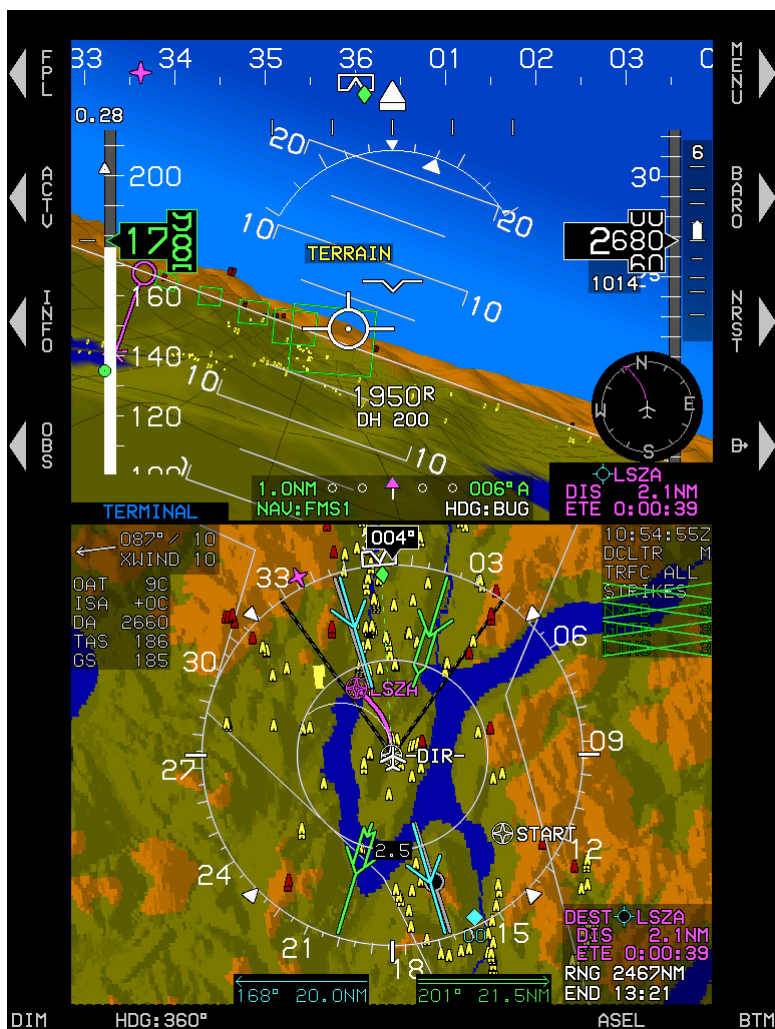 FPL
ACTV
INFO
OBS
MENU
BARO
NRST
33 34 35 36 01 02 03
0.28
6
200
160
140
120
20
20
10
10
10
10
30
TERRAIN
2680
1014
1950R
DH 200
N
E
S
W
TERMINAL
1.0NM 006°A
NAV:FMS1 HDG:BUG
LSZA
DIS 2.1NM
ETE 0:00:39
087°/ 10
XWIND 10
OAT 9C
ISA +0C
DA 2660
TAS 186
GS 185
004°
10:54:55Z
DCLTR M
TRFC ALL
STRIKES
33
03
30
06
27
09
24
12
21
18
15
LSZA
-DIR-
START
2.5
00
DEST LSZA
DIS 2.1NM
ETE 0:00:39
RNG 2467NM
END 13:21
168° 20.0NM
201° 21.5NM
DIM HDG:360° ASEL BTM